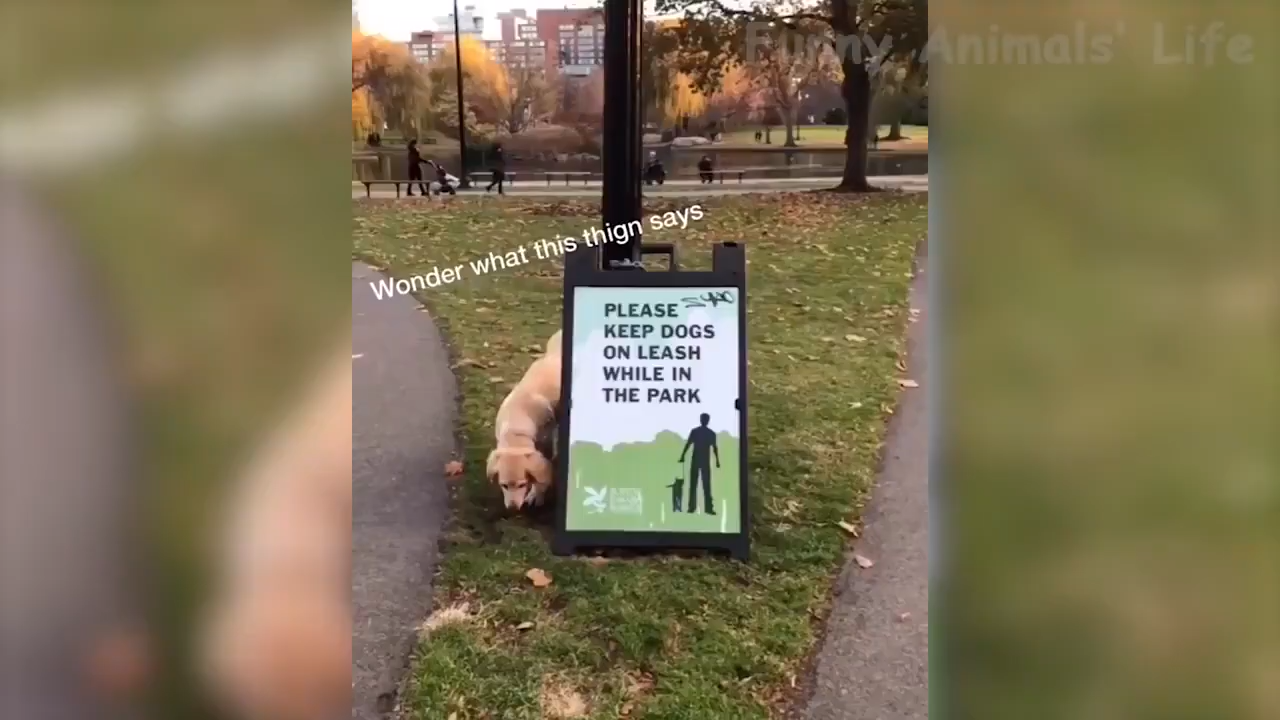 Funny Animals' Life
Wonder what this thign says
PLEASE
KEEP DOGS
ON LEASH
WHILE IN
THE PARK